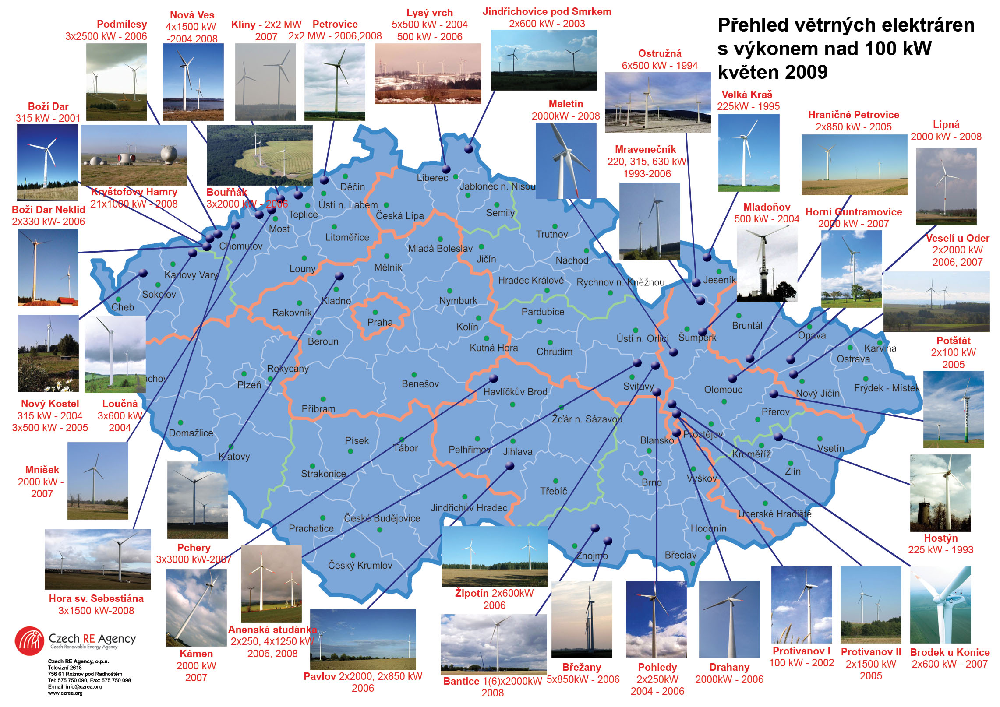 Přehled větrných elektráren
s výkonem nad 100 kW
květen 2009
Podmílesy
3x2500 kW - 2006
Nová Ves
4x1500 kW
-2004,2008
Klíny - 2x2 MW
2007
Petrovice
2x2 MW - 2006,2008
Lysý vrch
5x500 kW - 2004
500 kW - 2006
Jindřichovice pod Smrkem
2x600 kW - 2003
Ostružná
6x500 kW - 1994
Maletín
2000kW - 2008
Velká Kraš
225kW - 1995
Hraničné Petrovice
2x850 kW - 2005
Lipná
2000 kW - 2008
Boží Dar
315 kW - 2001
Kryštofovy Hamry
21x1000 kW - 2008
Bouřňák
3x2000 kW - 2006
Mravenečník
220, 315, 630 kW
1993-2006
Mladoňov
500 kW - 2004
Horní Guntramovice
2000 kW - 2007
Veselí u Oder
2x2000 kW
2006, 2007
Boží Dar Neklid
2x330 kW- 2006
Potštát
2x100 kW
2005
Nový Kostel
315 kW - 2004
3x500 kW - 2005
Loučná
3x600 kW
2004
Mníšek
2000 kW -
2007
Hora sv. Sebestiána
3x1500 kW-2008
Pchery
3x3000 kW-2007
Kámen
2000 kW
2007
Anenská studánka
2x250, 4x1250 kW
2006, 2008
Pavlov 2x2000, 2x850 kW
2006
Žipotín 2x600kW
2006
Bantice 1(6)x2000kW
2008
Břežany
5x850kW - 2006
Pohledy
2x250kW
2004 - 2006
Drahany
2000kW - 2006
Protivanov I
100 kW - 2002
Protivanov II
2x1500 kW
2005
Brodek u Konice
2x600 kW - 2007
Hostýn
225 kW - 1993
Děčín
Liberec
Jablonec n. Nisou
Ústí n. Labem
Teplice
Česká Lípa
Semily
Most
Litoměřice
Trutnov
Chomutov
Mladá Boleslav
Jičín
Náchod
Louny
Mělník
Karlovy Vary
Hradec Králové
Rychnov n. Kněžnou
Jeseník
Sokolov
Cheb
Kladno
Nymburk
Rakovník
Pardubice
Praha
Kolín
Bruntál
Beroun
Ústí n. Orlicí
Šumperk
Opava
Kutná Hora
Chrudim
Karviná
Ostrava
Rokycany
achov
Plzeň
Benešov
Havlíčkův Brod
Svitavy
Olomouc
Nový Jičín
Frýdek - Místek
Příbram
Přerov
Žďár n. Sázavou
Domažlice
Prostějov
Blansko
Písek
Tábor
Pelhřimov
Jihlava
Vsetín
Klatovy
Kroměříž
Strakonice
Zlín
Brno
Vyškov
Třebíč
Jindřichův Hradec
Uherské Hradiště
České Budějovice
Prachatice
Hodonín
Znojmo
Břeclav
Český Krumlov
Czech RE Agency
Czech Renewable Energy Agency
Czech RE Agency, o.p.s.
Televizní 2618
756 61 Rožnov pod Radhoštěm
Tel: 575 750 090, Fax: 575 750 098
E-mail: info@czrea.org
www.czrea.org